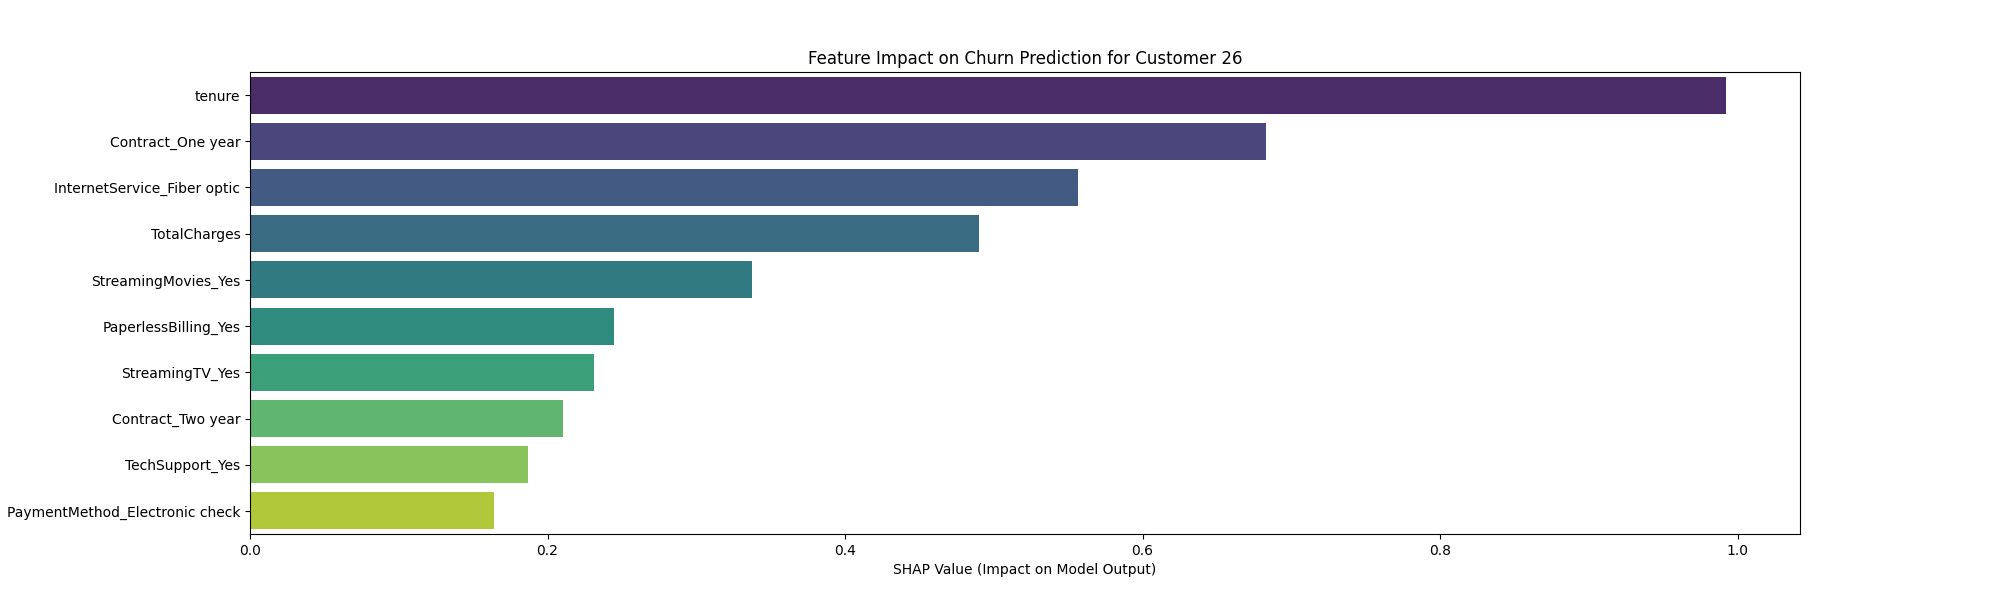 Feature Impact on Churn Prediction for Customer 26
tenure
Contract_One year
InternetService_Fiber optic
TotalCharges
StreamingMovies_Yes
PaperlessBilling_Yes
StreamingTV_Yes
Contract_Two year
TechSupport_Yes
PaymentMethod_Electronic check
0.0 0.2 0.4 0.6 0.8 1.0
SHAP Value (Impact on Model Output)